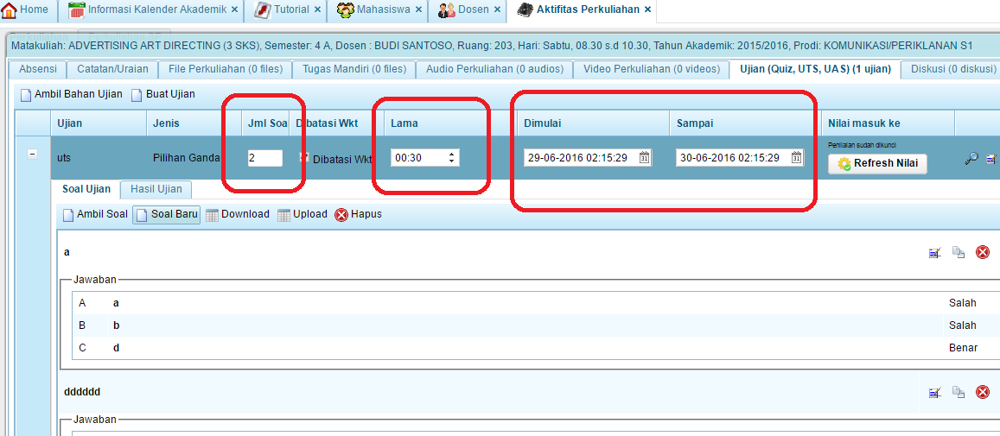 Home Informasi Kalender Akademik × Tutorial × Mahasiswa × Dosen × Aktifitas Perkuliahan ×
Matakuliah: ADVERTISING ART DIRECTING (3 SKS), Semester: 4 A, Dosen : BUDI SANTOSO, Ruang: 203, Hari: Sabtu, 08.30 s.d 10.30, Tahun Akademik: 2015/2016, Prodi: KOMUNIKASI/PERIKLANAN S1
Absensi Catatan/Uraian File Perkuliahan (0 files) Tugas Mandiri (0 files) Audio Perkuliahan (0 audios) Video Perkuliahan (0 videos) Ujian (Quiz, UTS, UAS) (1 ujian) Diskusi (0 diskusi)
Ambil Bahan Ujian Buat Ujian
Ujian Jenis Jml Soa Dibatasi Wkt Lama Dimulai Sampai Nilai masuk ke
Penilaian sudah dikunci
uts Pilihan Ganda 2 Dibatasi Wkt 00:30 29-06-2016 02:15:29 30-06-2016 02:15:29 Refresh Nilai
Soal Ujian Hasil Ujian
Ambil Soal Soal Baru Download Upload Hapus
a
Jawaban
A a Salah
B b Salah
C d Benar
dddddd
Jawaban